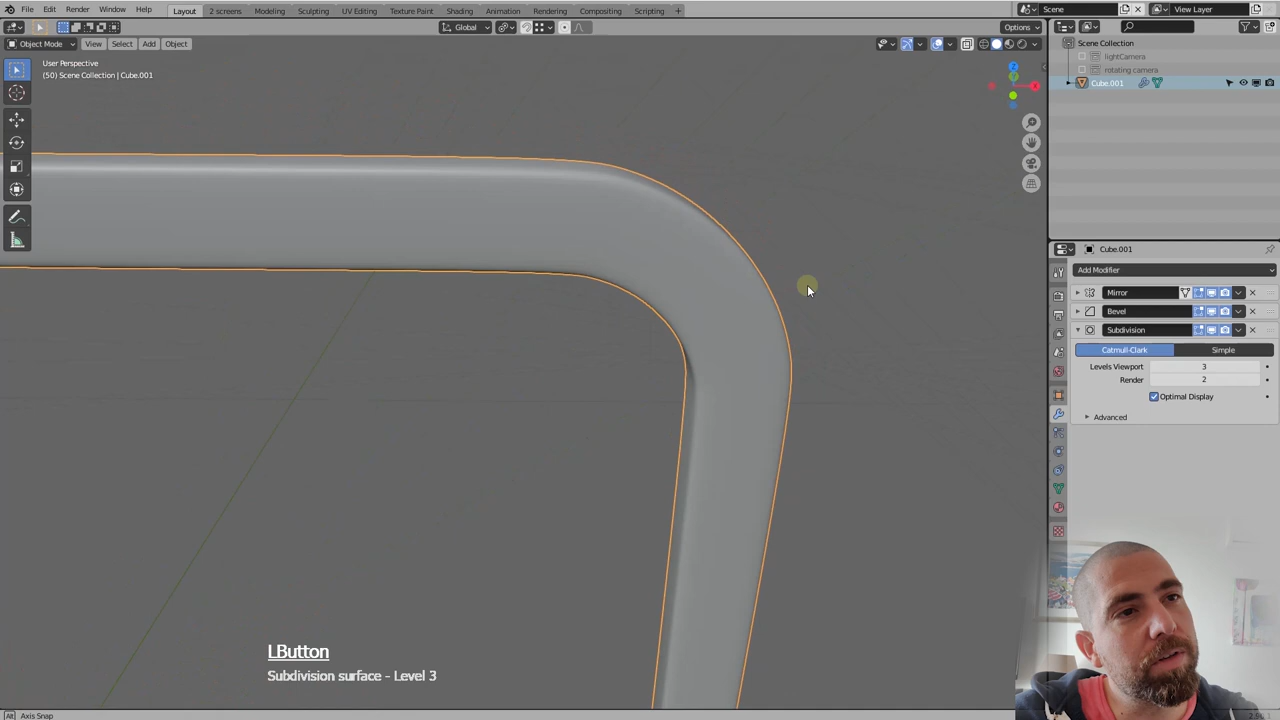 File Edit Render Window Help Layout 2 screens Modeling Sculpting UV Editing Texture Paint Shading Animation Rendering Compositing Scripting + Scene View Layer
Global Options
Object Mode View Select Add Object
User Perspective
(50) Scene Collection | Cube.001
Scene Collection
lightCamera
rotating camera
Cube.001
Cube.001
Add Modifier
Mirror
Bevel
Subdivision
Catmull-Clark Simple
Levels Viewport 3
Render 2
Optimal Display
Advanced
LButton
Subdivision surface - Level 3
Axis Snap